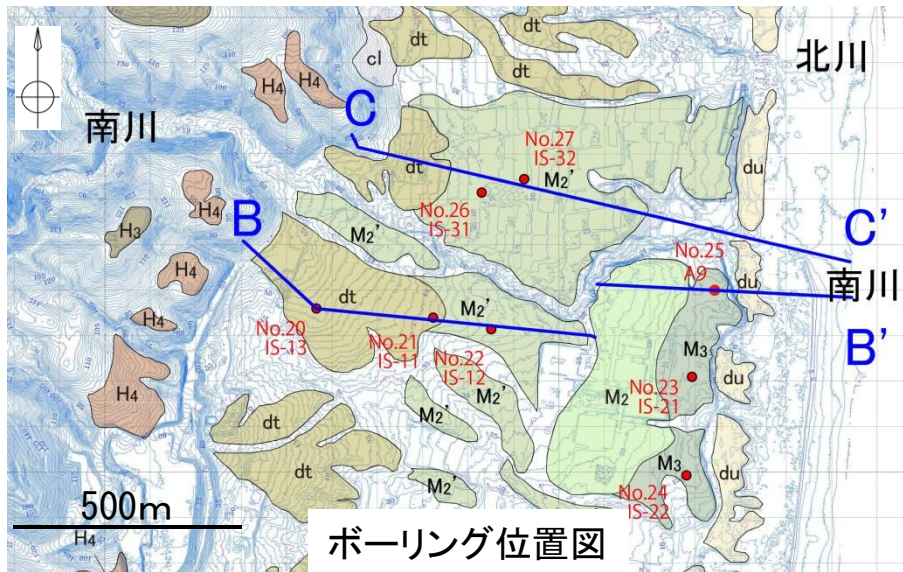 北川
南川
dt
dt
cl
H4
H4
C
dt
du
No.27
IS-32
M2'
dt
No.26
IS-31
H4
H3
B
M2'
C'
No.25
A9
du
南川
H4
dt
M2'
No.20
IS-13
No.21
IS-11
No.22
IS-12
B'
H4
H4
M3
No.23
IS-21
M2
du
M2'
M2'
dt
dt
M3
du
M2'
No.24
IS-22
500m
H4
ボーリング位置図